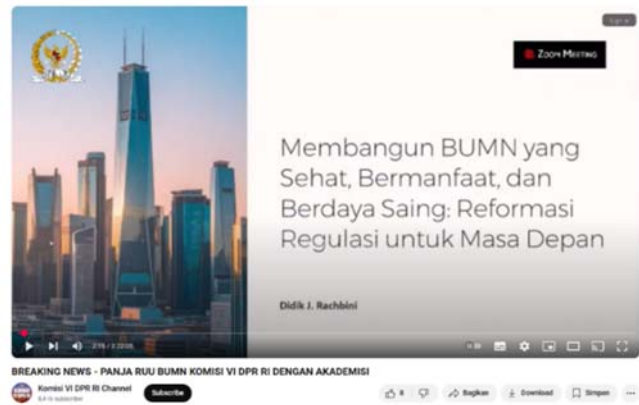 ZOOM MEETING
Membangun BUMN yang
Sehat, Bermanfaat, dan
Berdaya Saing: Reformasi
Regulasi untuk Masa Depan
Didik J. Rachbini
BREAKING NEWS - PANJA RUU BUMN KOMISI VI DPR RI DENGAN AKADEMISI
Komisi VI DPR RI Channel
Subscribe
8
Bagikan
Download
Simpan